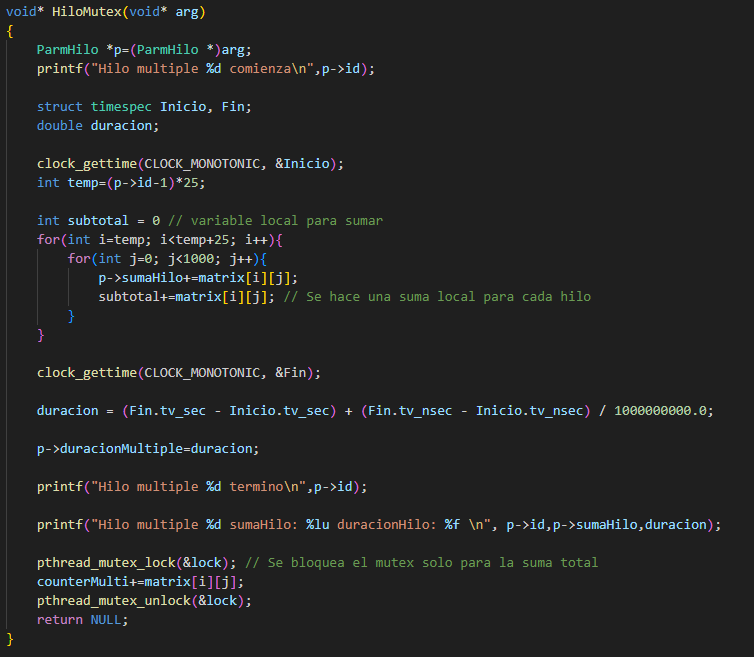 void* HiloMutex(void* arg)
{
    ParmHilo *p=(ParmHilo *)arg;
    printf("Hilo multiple %d comienza\n",p->id);
    struct timespec Inicio, Fin;
    double duracion;
    clock_gettime(CLOCK_MONOTONIC, &Inicio);
    int temp=(p->id-1)*25;
    int subtotal = 0 // variable local para sumar
    for(int i=temp; i<temp+25; i++){
        for(int j=0; j<1000; j++){
            p->sumaHilo+=matrix[i][j];
            subtotal+=matrix[i][j]; // Se hace una suma local para cada hilo
        }
    }
    clock_gettime(CLOCK_MONOTONIC, &Fin);
    duracion = (Fin.tv_sec - Inicio.tv_sec) + (Fin.tv_nsec - Inicio.tv_nsec) / 1000000000.0;
    p->duracionMultiple=duracion;
    printf("Hilo multiple %d termino\n",p->id);
    printf("Hilo multiple %d sumaHilo: %lu duracionHilo: %f \n", p->id,p->sumaHilo,duracion);
    pthread_mutex_lock(&lock); // Se bloquea el mutex solo para la suma total
    counterMulti+=matrix[i][j];
    pthread_mutex_unlock(&lock);
    return NULL;
}